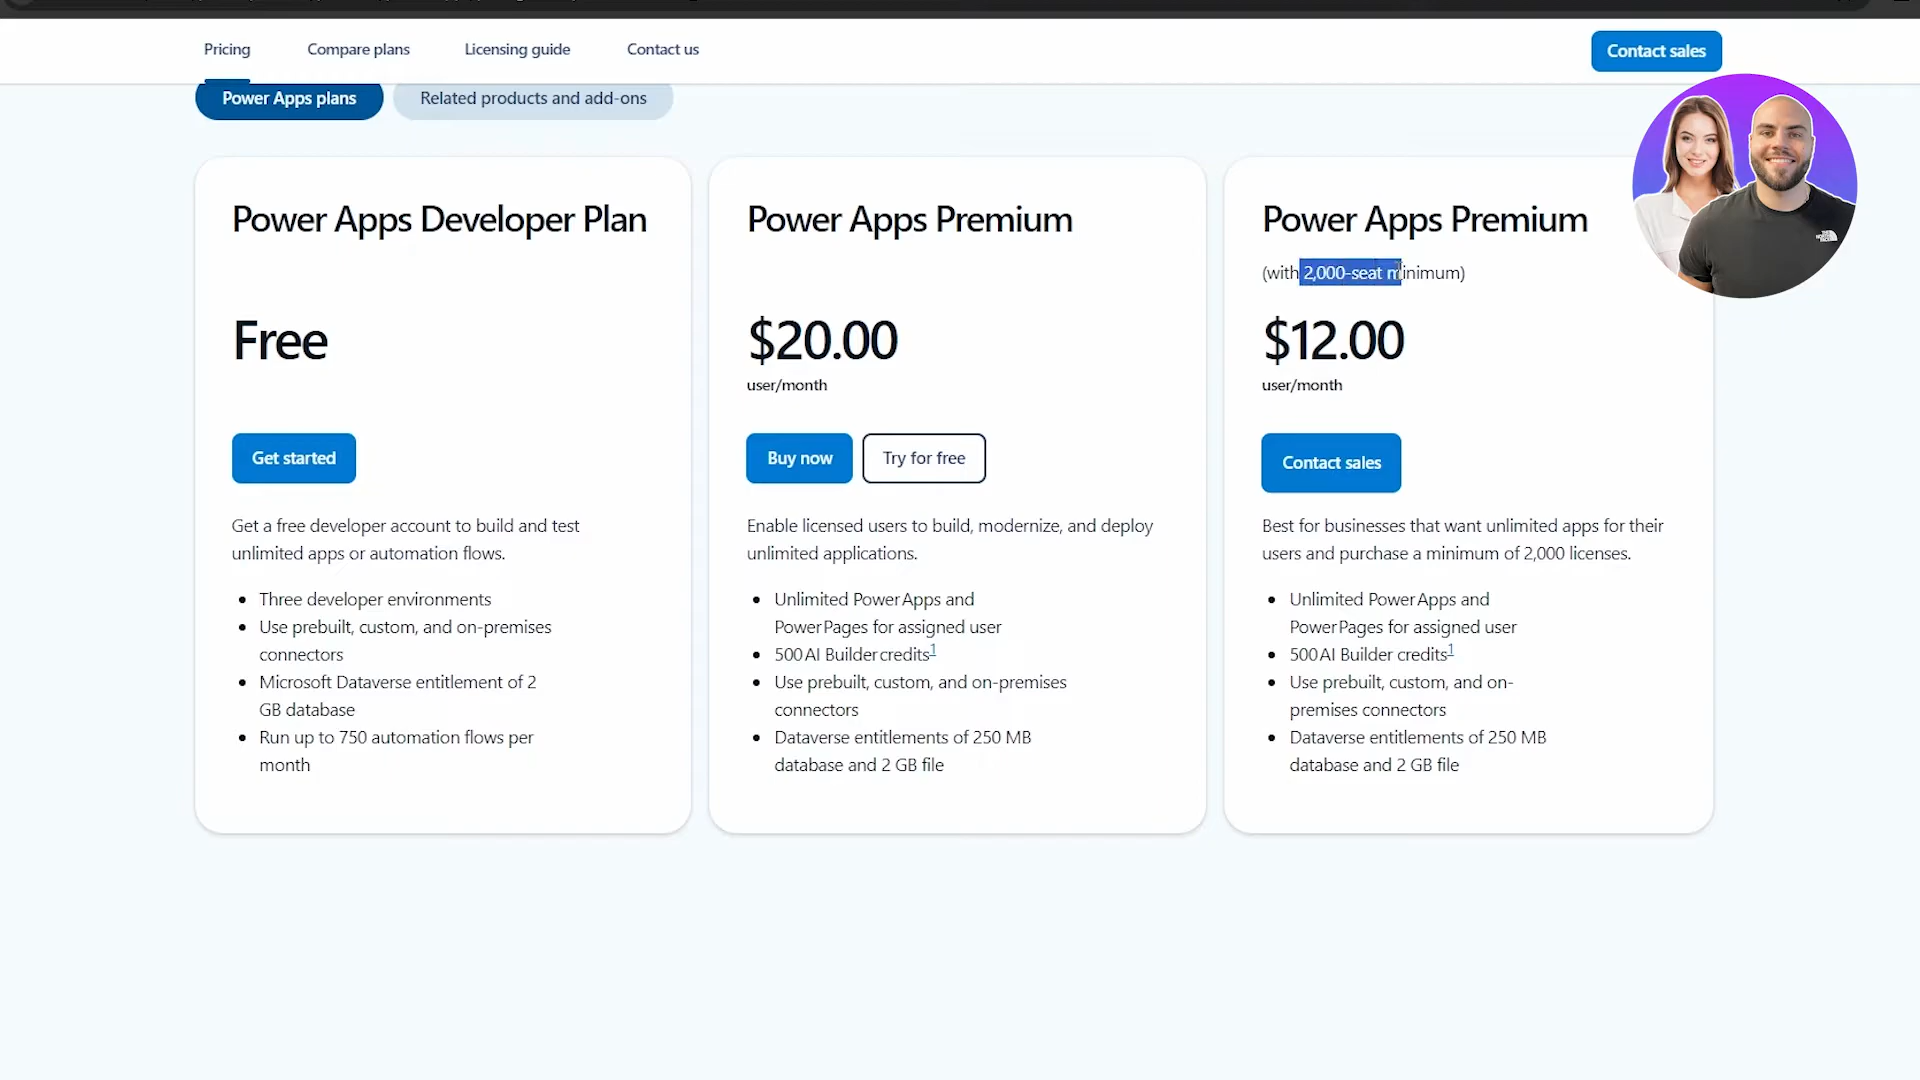 Pricing
Compare plans
Licensing guide
Contact us
Contact sales
Power Apps plans
Related products and add-ons
Power Apps Developer Plan
Free
Get started
Get a free developer account to build and test
unlimited apps or automation flows.
Three developer environments
Use prebuilt, custom, and on-premises
connectors
Microsoft Dataverse entitlement of 2
GB database
Run up to 750 automation flows per
month
Power Apps Premium
$20.00
user/month
Buy now
Try for free
Enable licensed users to build, modernize, and deploy
unlimited applications.
Unlimited Power Apps and
Power Pages for assigned user
500 AI Builder credits1
Use prebuilt, custom, and on-premises
connectors
Dataverse entitlements of 250 MB
database and 2 GB file
Power Apps Premium
(with 2,000-seat minimum)
$12.00
user/month
Contact sales
Best for businesses that want unlimited apps for their
users and purchase a minimum of 2,000 licenses.
Unlimited Power Apps and
Power Pages for assigned user
500 AI Builder credits1
Use prebuilt, custom, and on-
premises connectors
Dataverse entitlements of 250 MB
database and 2 GB file